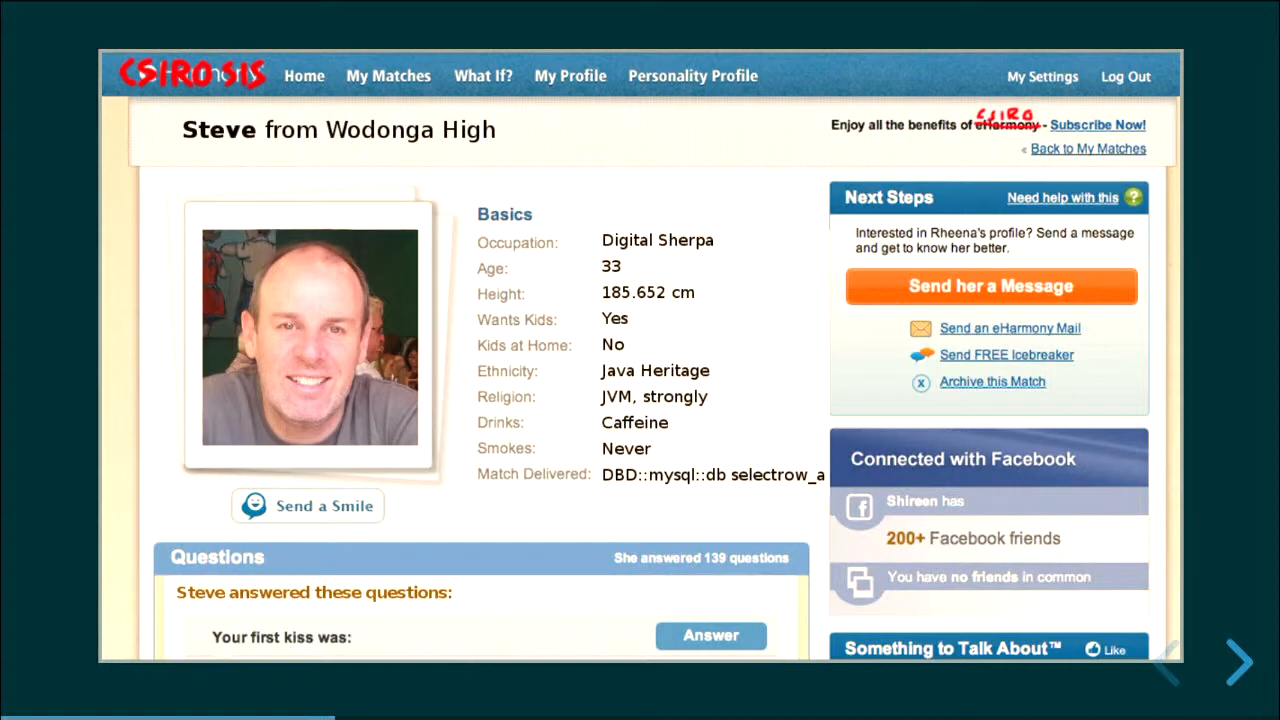 CSIROSIS Home My Matches What If? My Profile Personality Profile My Settings Log Out
Steve from Wodonga High
CSIRO
Enjoy all the benefits of eHarmony - Subscribe Now!
« Back to My Matches
Basics
Occupation: Digital Sherpa
Age: 33
Height: 185.652 cm
Wants Kids: Yes
Kids at Home: No
Ethnicity: Java Heritage
Religion: JVM, strongly
Drinks: Caffeine
Smokes: Never
Match Delivered: DBD::mysql::db selectrow_a
Send a Smile
Questions She answered 139 questions
Steve answered these questions:
Your first kiss was: Answer
Next Steps Need help with this ?
Interested in Rheena's profile? Send a message
and get to know her better.
Send her a Message
Send an eHarmony Mail
Send FREE Icebreaker
x Archive this Match
Connected with Facebook
f Shireen has
200+ Facebook friends
You have no friends in common
Something to Talk About™ Like